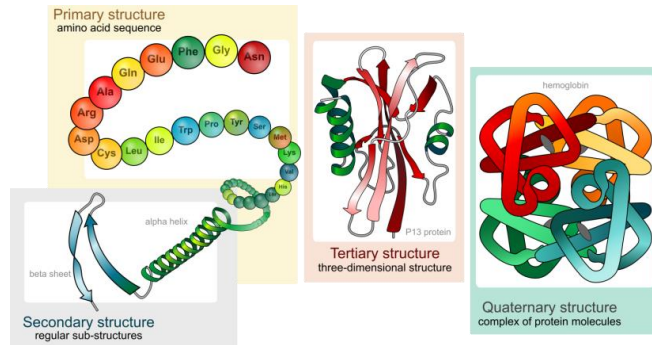 Primary structure
amino acid sequence
Asn
Gly
Phe
Glu
Gln
Ala
Arg
Asp
Cys
Leu
Ile
Trp
Pro
Tyr
Ser
Met
Lys
Val
His
alpha helix
beta sheet
Secondary structure
regular sub-structures
P13 protein
Tertiary structure
three-dimensional structure
hemoglobin
Quaternary structure
complex of protein molecules